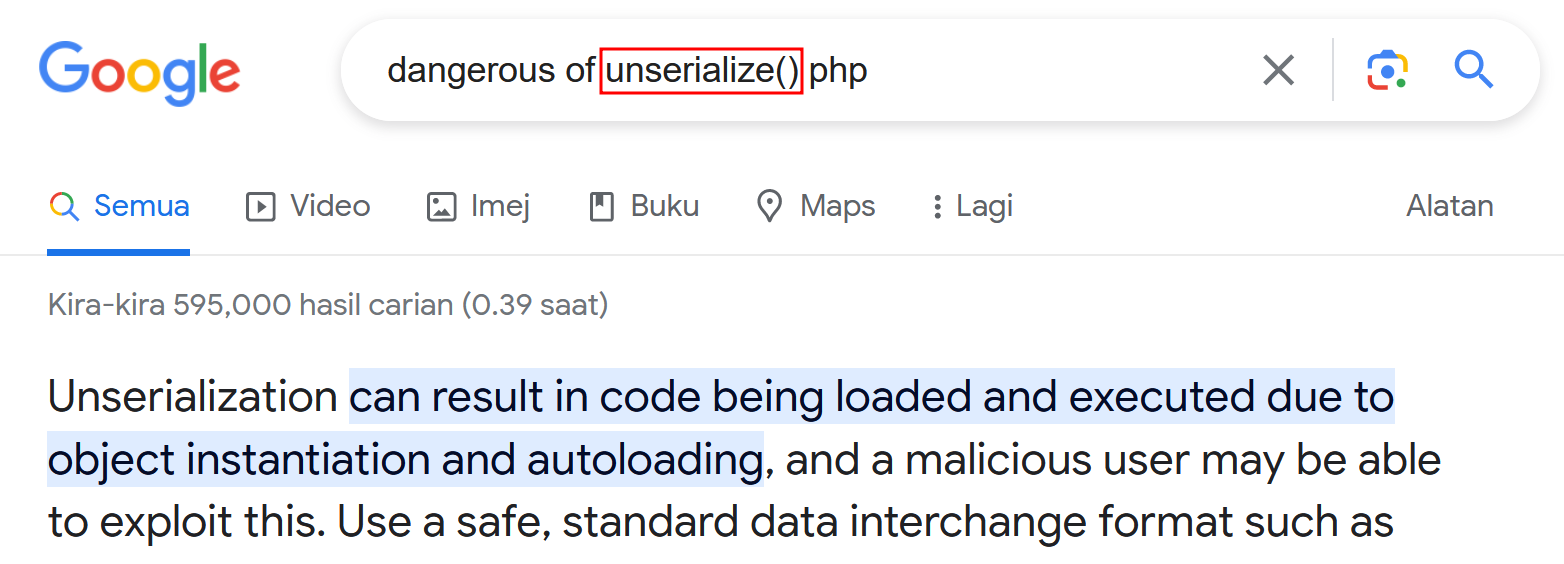 Google
dangerous of unserialize() php
Semua Video Imej Buku Maps Lagi Alatan
Kira-kira 595,000 hasil carian (0.39 saat)
Unserialization can result in code being loaded and executed due to
object instantiation and autoloading, and a malicious user may be able
to exploit this. Use a safe, standard data interchange format such as